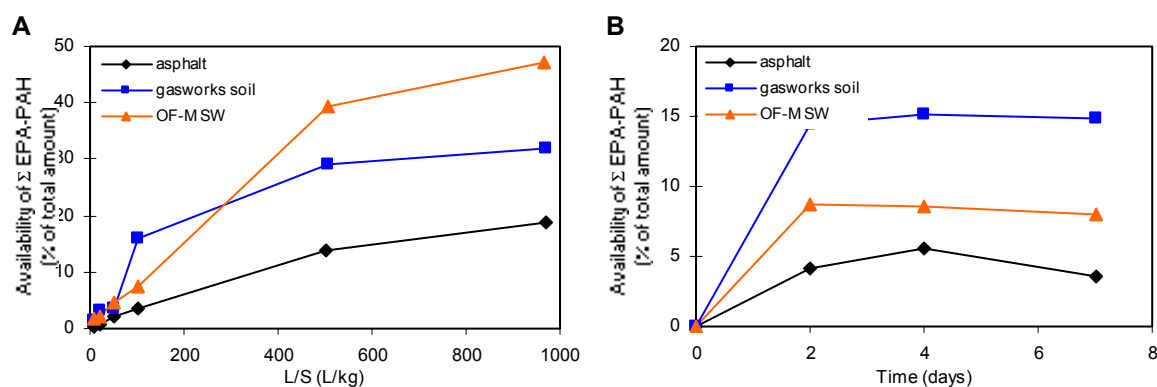 A
50
40
30
20
10
0
asphalt
gasworks soil
OF-MSW
Availability of Σ EPA-PAH
[% of total amount]
0
200
400
600
800
1000
L/S (L/kg)
B
20
15
10
5
0
asphalt
gasworks soil
OF-MSW
Availability of Σ EPA-PAH
[% of total amount]
0
2
4
6
8
Time (days)